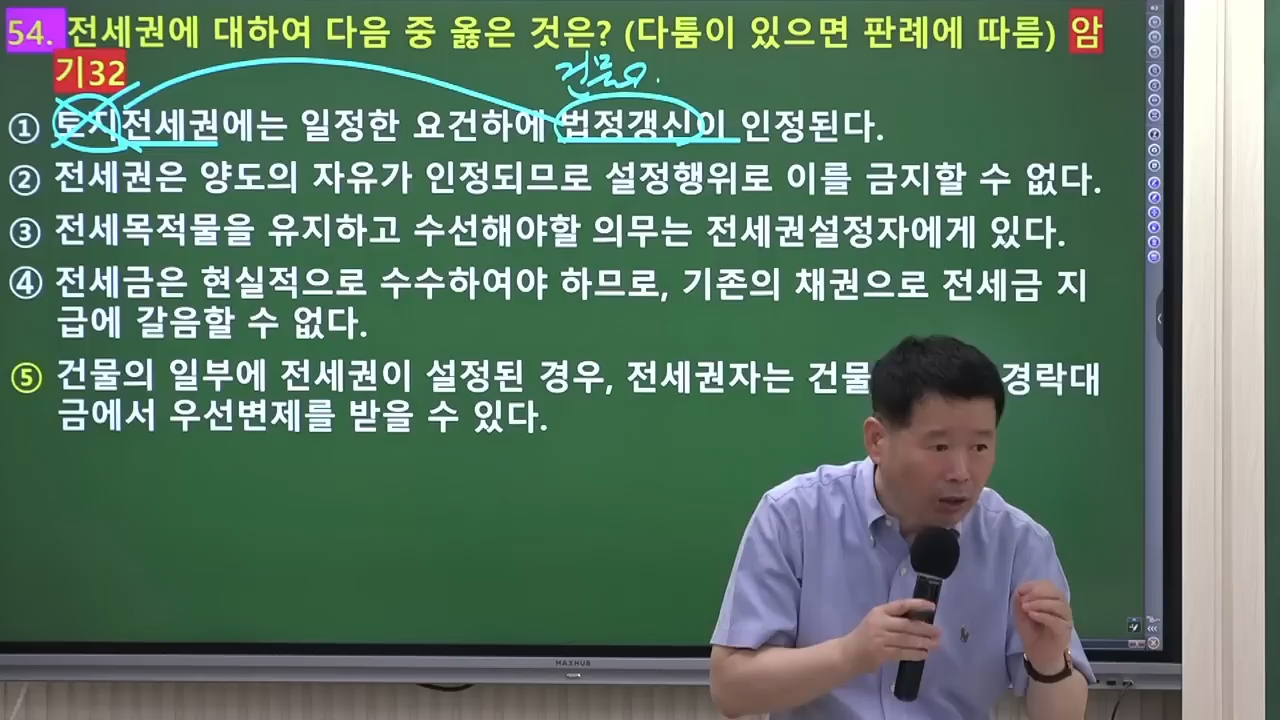 54. 전세권에 대하여 다음 중 옳은 것은? (다툼이 있으면 판례에 따름) 암
기32
건물만.
① 토지전세권에는 일정한 요건하에 법정갱신이 인정된다.
② 전세권은 양도의 자유가 인정되므로 설정행위로 이를 금지할 수 없다.
③ 전세목적물을 유지하고 수선해야할 의무는 전세권설정자에게 있다.
④ 전세금은 현실적으로 수수하여야 하므로, 기존의 채권으로 전세금 지
급에 갈음할 수 없다.
⑤ 건물의 일부에 전세권이 설정된 경우, 전세권자는 건물 경락대
금에서 우선변제를 받을 수 있다.
MAXHUB